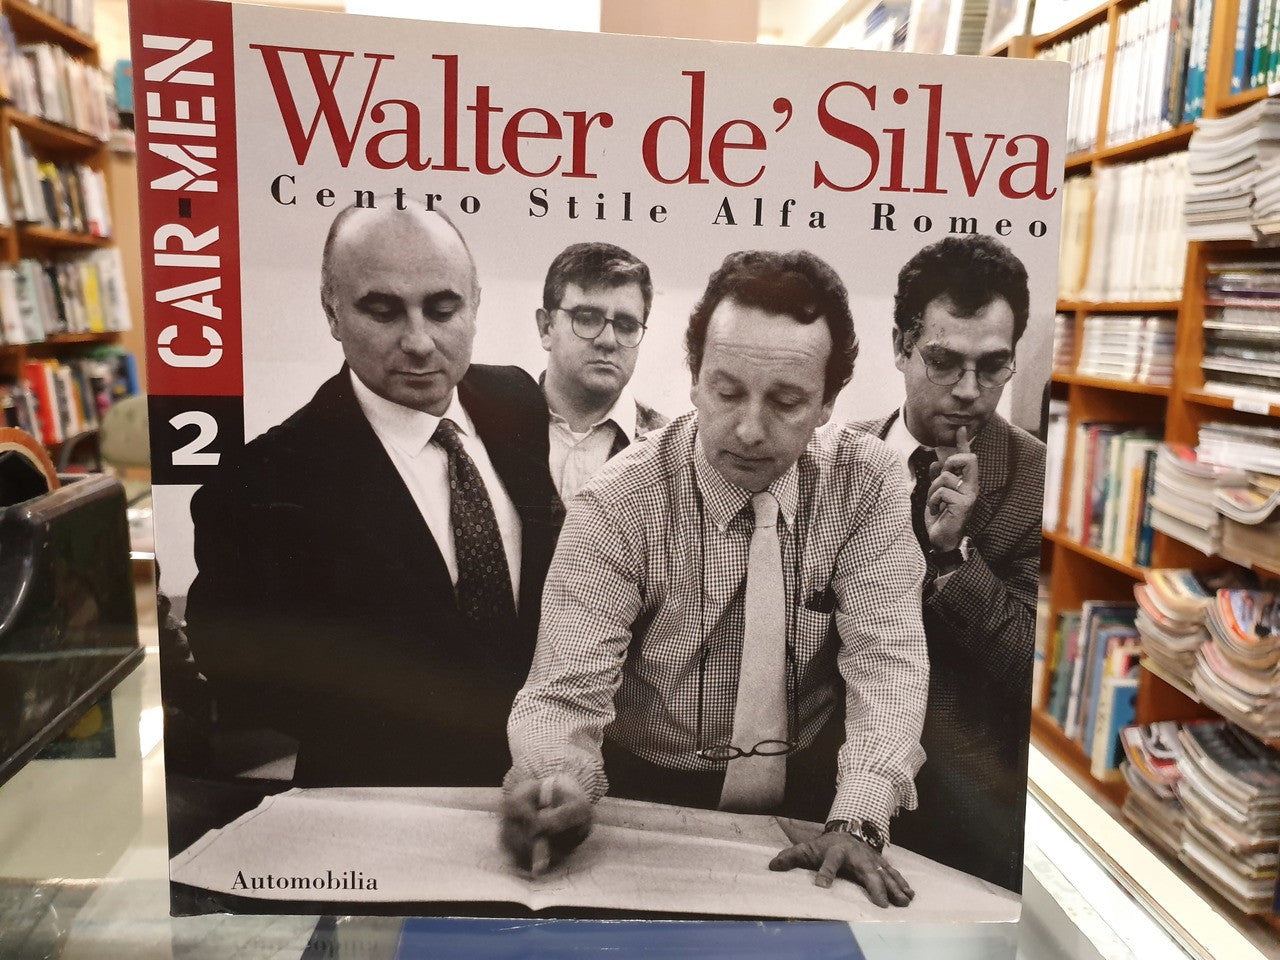 CAR-MEN
2
Walter de' Silva
Centro Stile Alfa Romeo
Automobilia